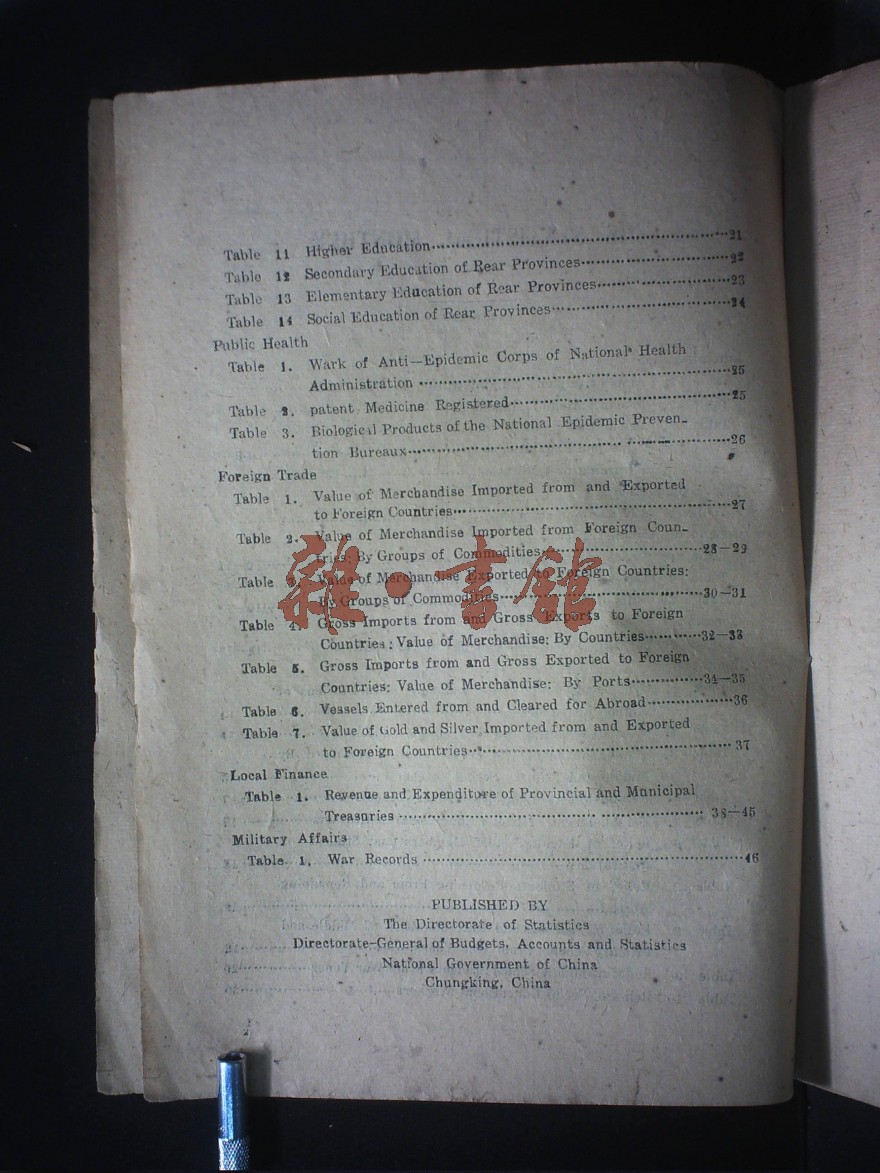 Table 11 Higher Education 21
Table 12 Secondary Education of Rear Provinces 22
Table 13 Elementary Education of Rear Provinces 23
Table 14 Social Education of Rear Provinces 24
Public Health
Table 1. Wark of Anti-Epidemic Corps of National Health
Administration 25
Table 2. patent Medicine Registered 25
Table 3. Biological Products of the National Epidemic Preven-
tion Bureaux 26
Foreign Trade
Table 1. Value of Merchandise Imported from and Exported
to Foreign Countries 27
Table 2. Value of Merchandise Imported from Foreign Coun-
tries: By Groups of Commodities 28-29
Table 3. Value of Merchandise Exported to Foreign Countries:
By Groups of Commodities 30-31
Table 4. Gross Imports from and Gross Exports to Foreign
Countries: Value of Merchandise: By Countries 32-33
Table 5. Gross Imports from and Gross Exported to Foreign
Countries: Value of Merchandise: By Ports 34-35
Table 6. Vessels Entered from and Cleared for Abroad 36
Table 7. Value of Gold and Silver Imported from and Exported
to Foreign Countries 37
Local Finance
Table 1. Revenue and Expenditure of Provincial and Municipal
Treasuries 38-45
Military Affairs
Table 1. War Records 46
PUBLISHED BY
The Directorate of Statistics
Directorate-General of Budgets, Accounts and Statistics
National Government of China
Chungking, China
雜·書館